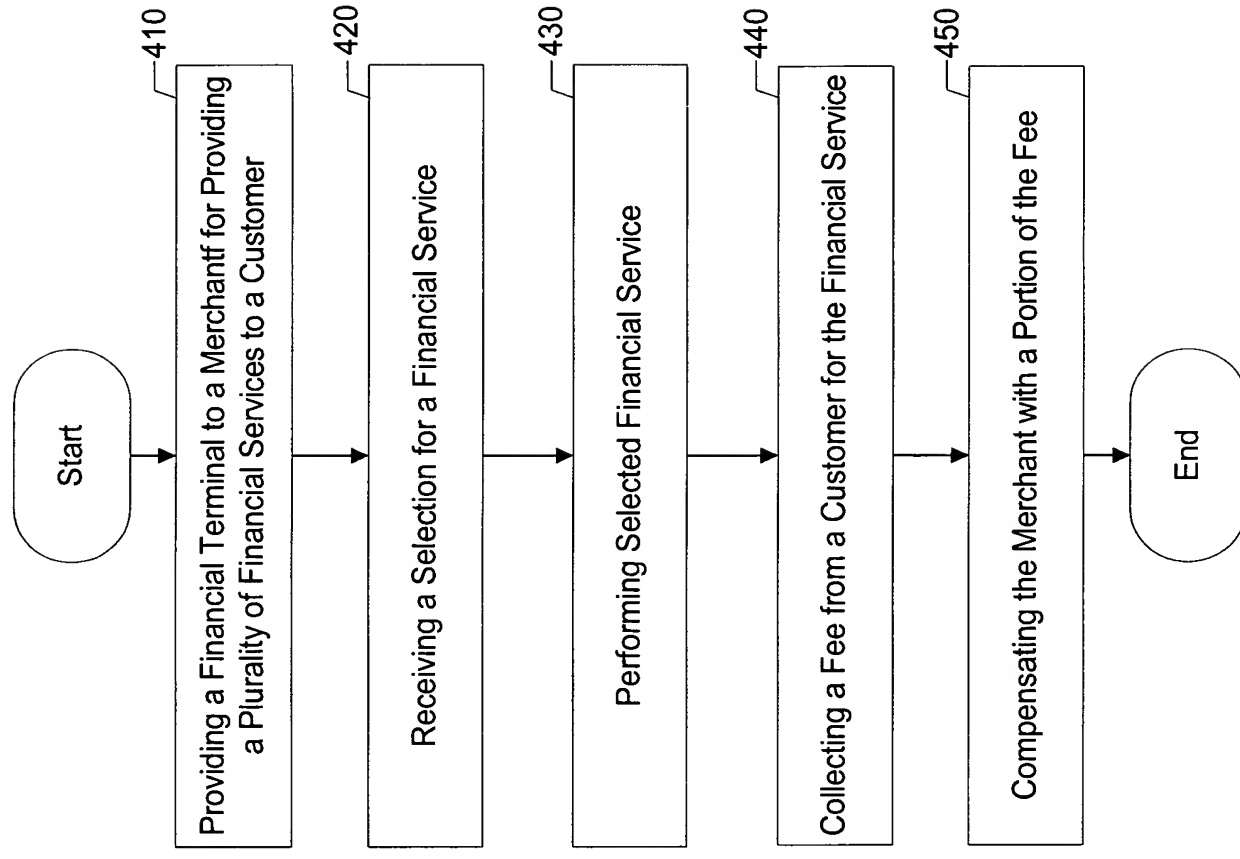 Start
410
Providing a Financial Terminal to a Merchantf for Providing
a Plurality of Financial Services to a Customer
420
Receiving a Selection for a Financial Service
430
Performing Selected Financial Service
440
Collecting a Fee from a Customer for the Financial Service
450
Compensating the Merchant with a Portion of the Fee
End